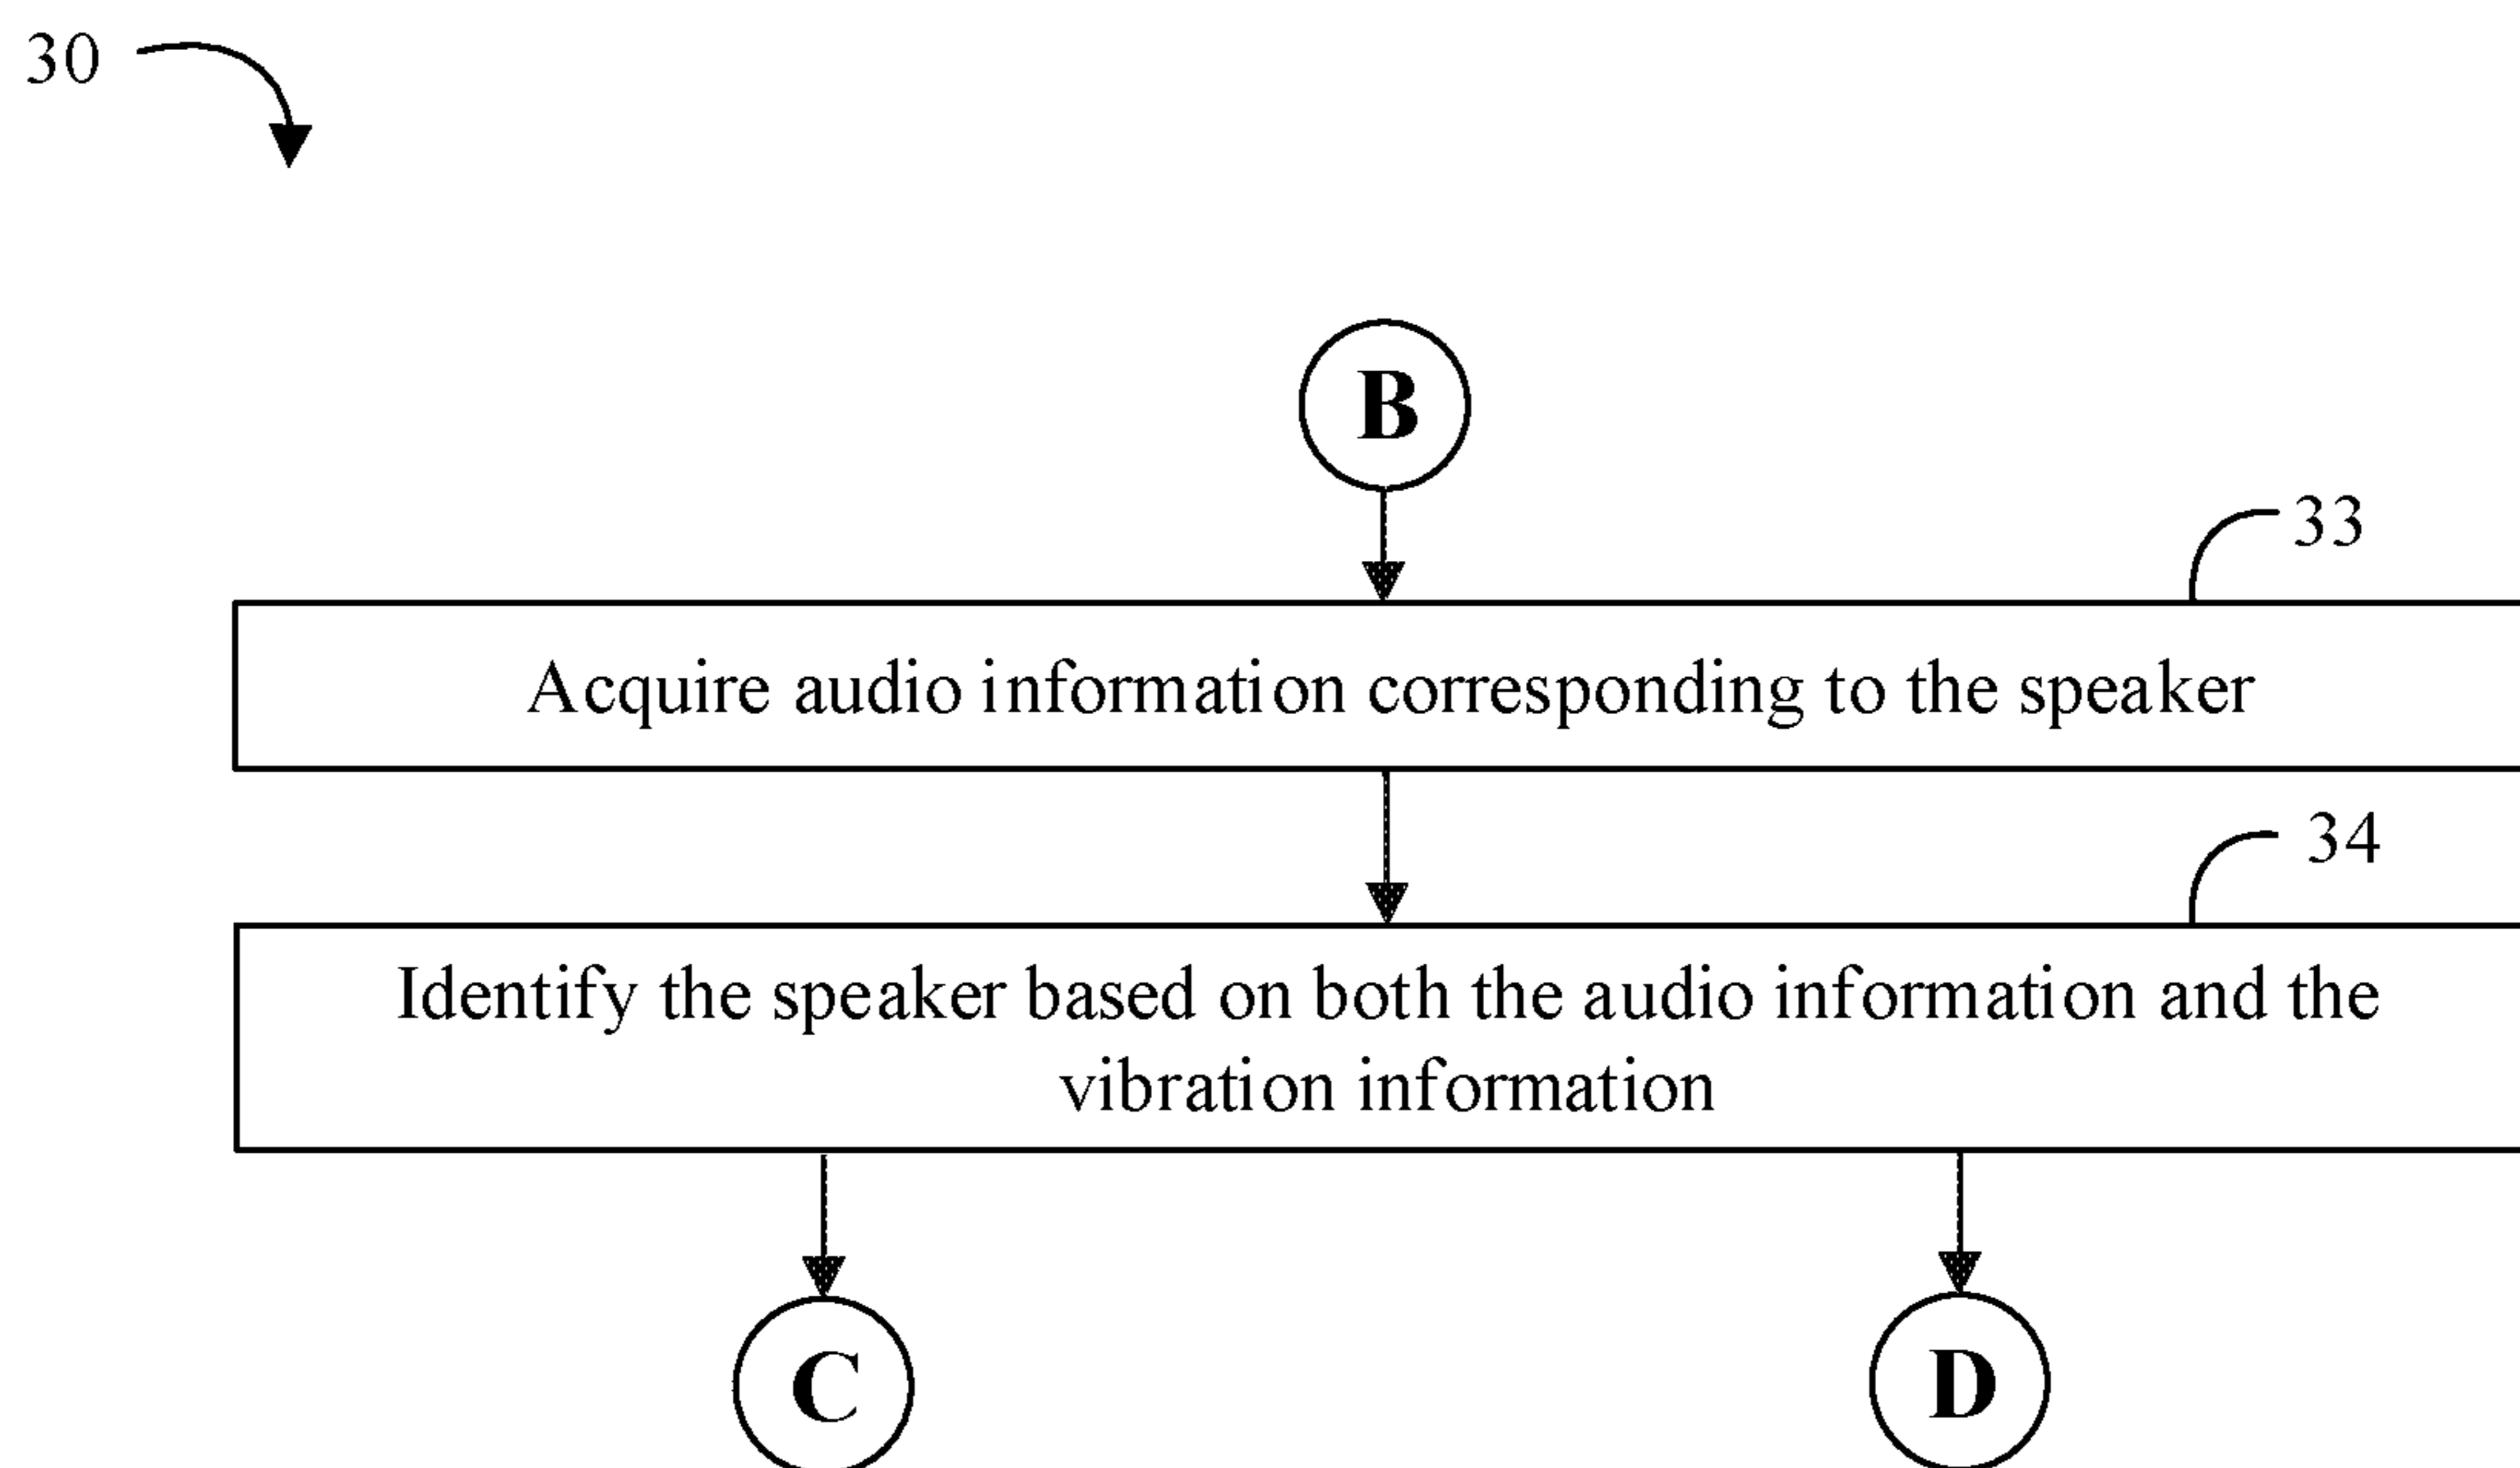 30
B
33
Acquire audio information corresponding to the speaker
34
Identify the speaker based on both the audio information and the
vibration information
C
D